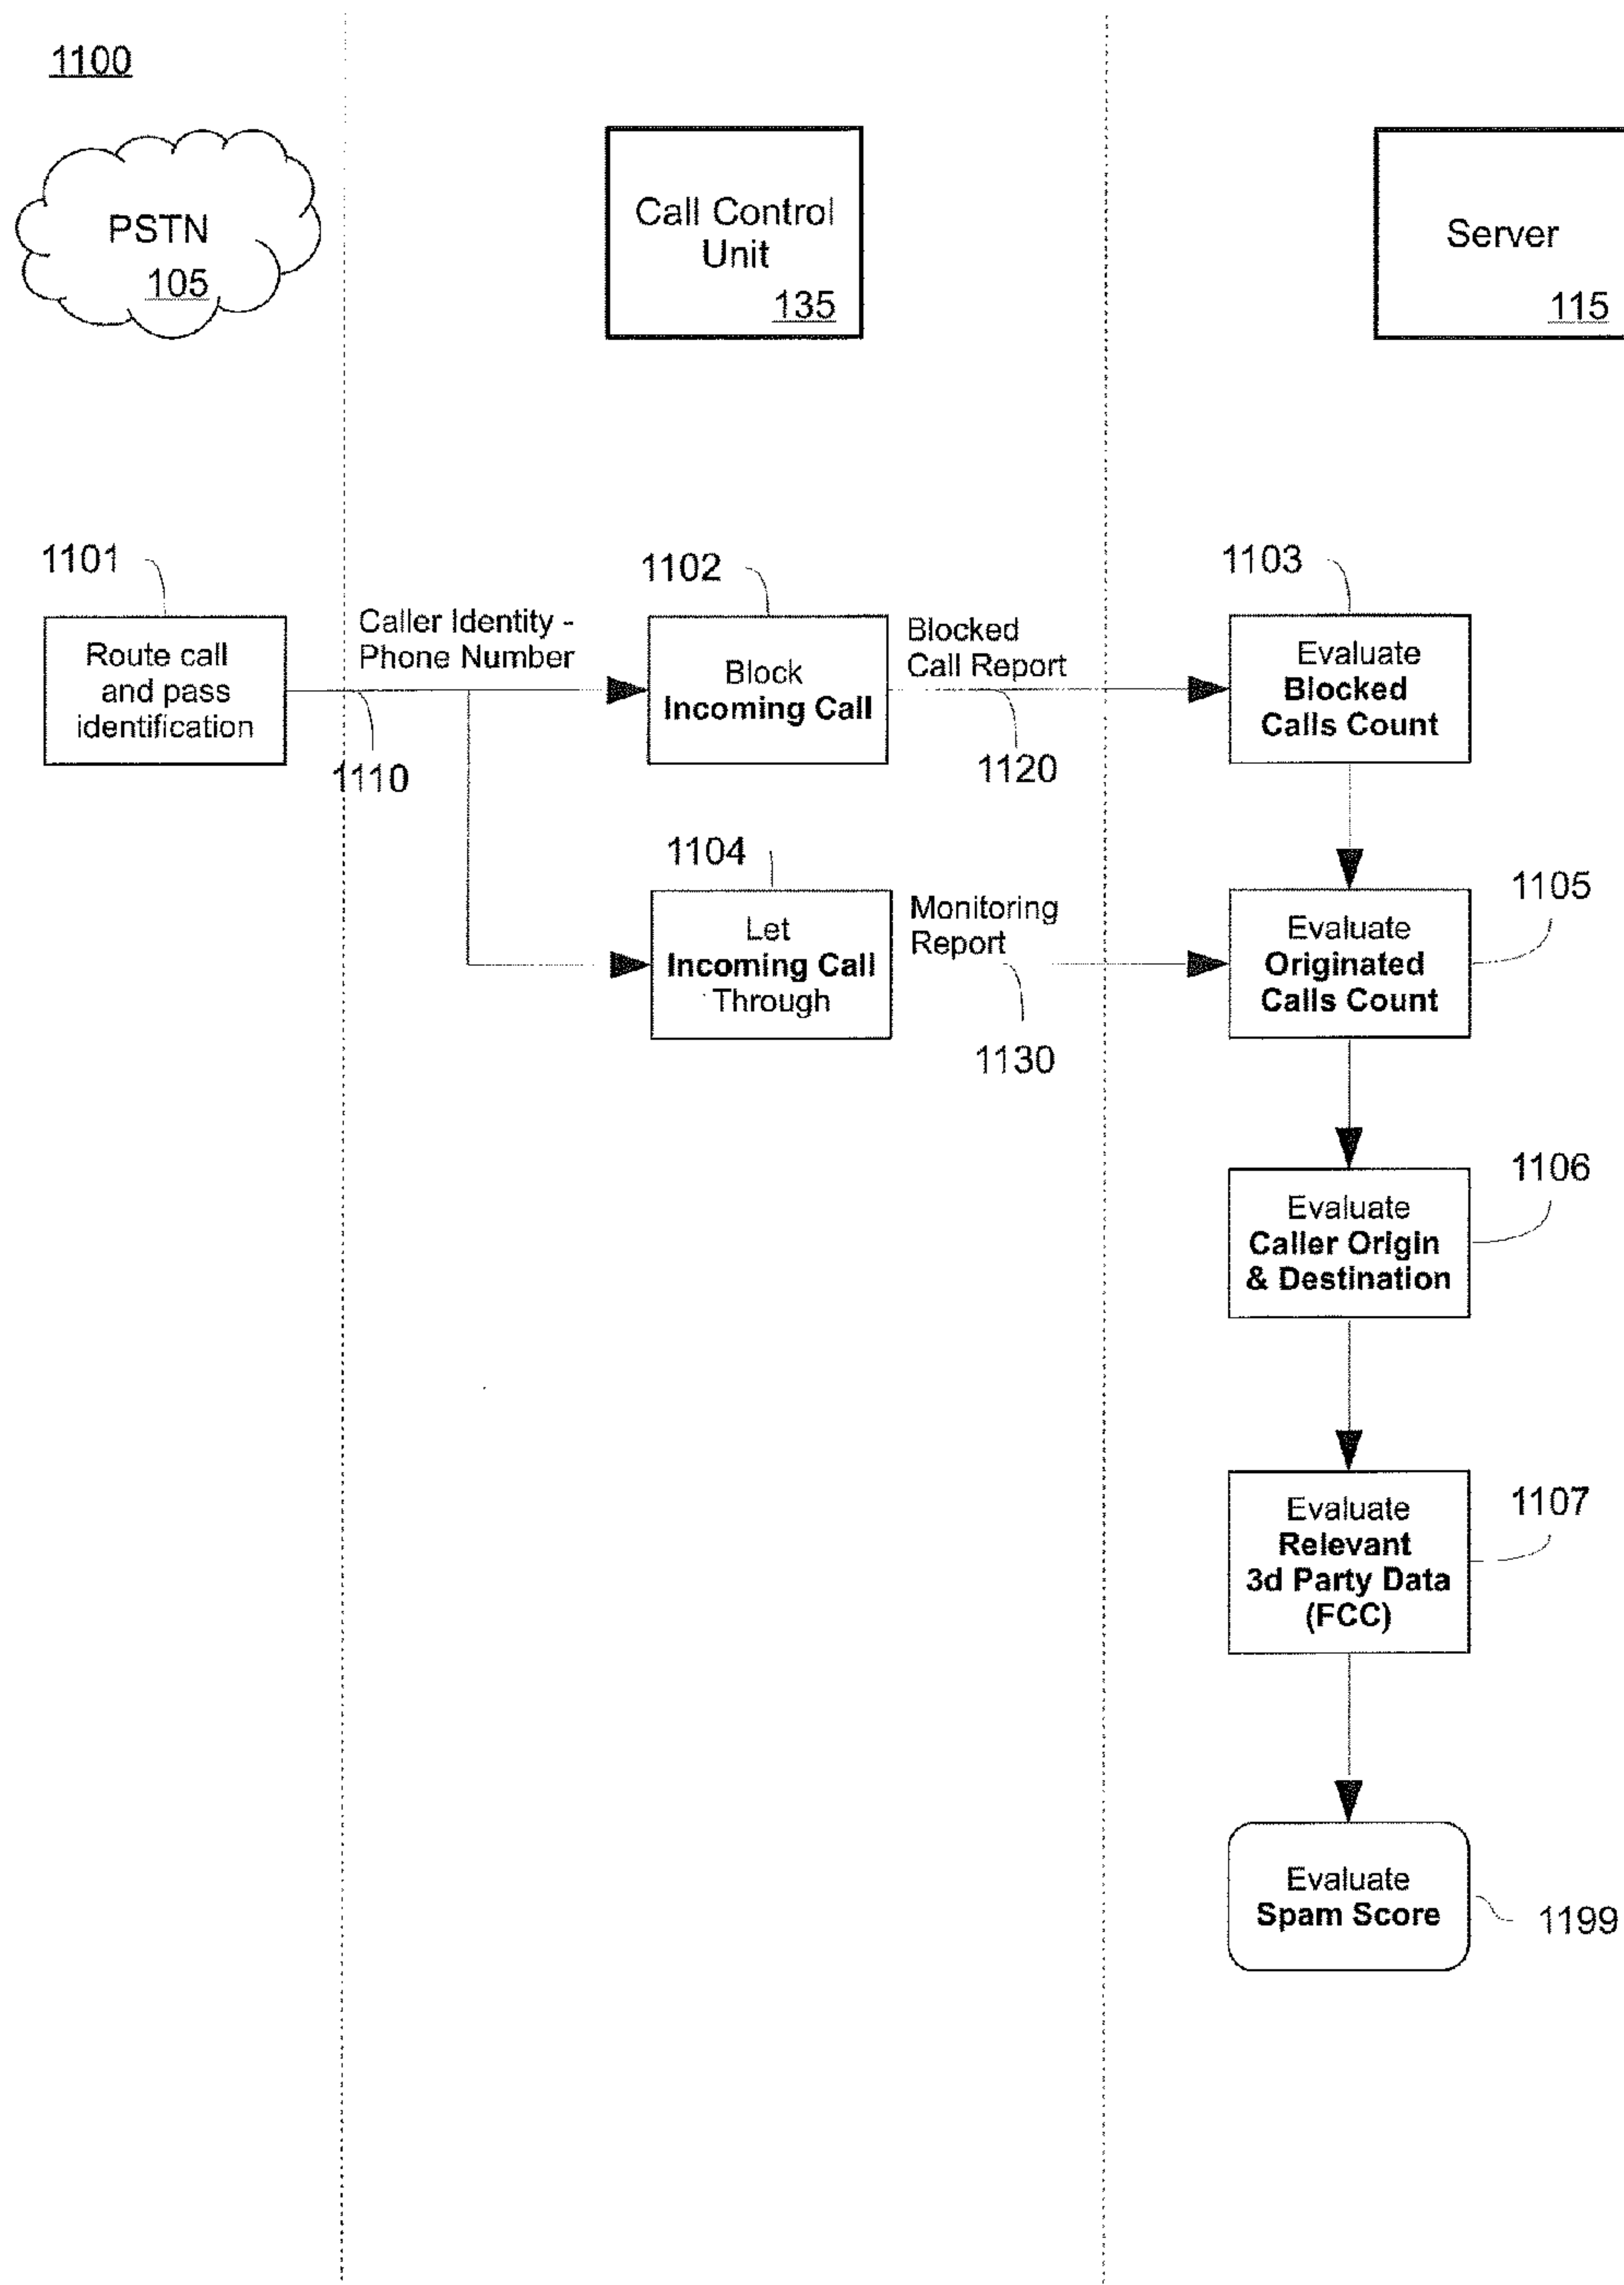 1100
PSTN
105
Call Control
Unit
135
Server
115
1101
Route call
and pass
identification
Caller Identity -
Phone Number
1110
1102
Block
Incoming Call
Blocked
Call Report
1120
1103
Evaluate
Blocked
Calls Count
1104
Let
Incoming Call
Through
Monitoring
Report
1130
1105
Evaluate
Originated
Calls Count
1106
Evaluate
Caller Origin
& Destination
1107
Evaluate
Relevant
3d Party Data
(FCC)
Evaluate
Spam Score
1199